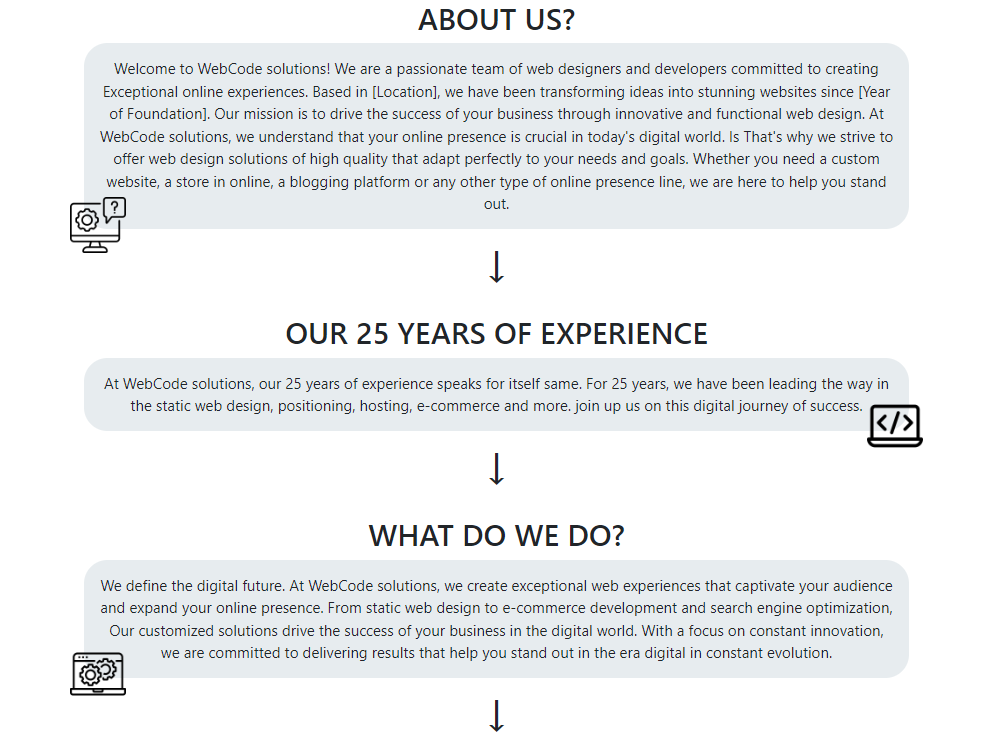 ABOUT US?
Welcome to WebCode solutions! We are a passionate team of web designers and developers committed to creating
Exceptional online experiences. Based in [Location], we have been transforming ideas into stunning websites since [Year
of Foundation]. Our mission is to drive the success of your business through innovative and functional web design. At
WebCode solutions, we understand that your online presence is crucial in today's digital world. Is That's why we strive to
offer web design solutions of high quality that adapt perfectly to your needs and goals. Whether you need a custom
website, a store in online, a blogging platform or any other type of online presence line, we are here to help you stand
out.
OUR 25 YEARS OF EXPERIENCE
At WebCode solutions, our 25 years of experience speaks for itself same. For 25 years, we have been leading the way in
the static web design, positioning, hosting, e-commerce and more. join up us on this digital journey of success.
WHAT DO WE DO?
We define the digital future. At WebCode solutions, we create exceptional web experiences that captivate your audience
and expand your online presence. From static web design to e-commerce development and search engine optimization,
Our customized solutions drive the success of your business in the digital world. With a focus on constant innovation,
we are committed to delivering results that help you stand out in the era digital in constant evolution.